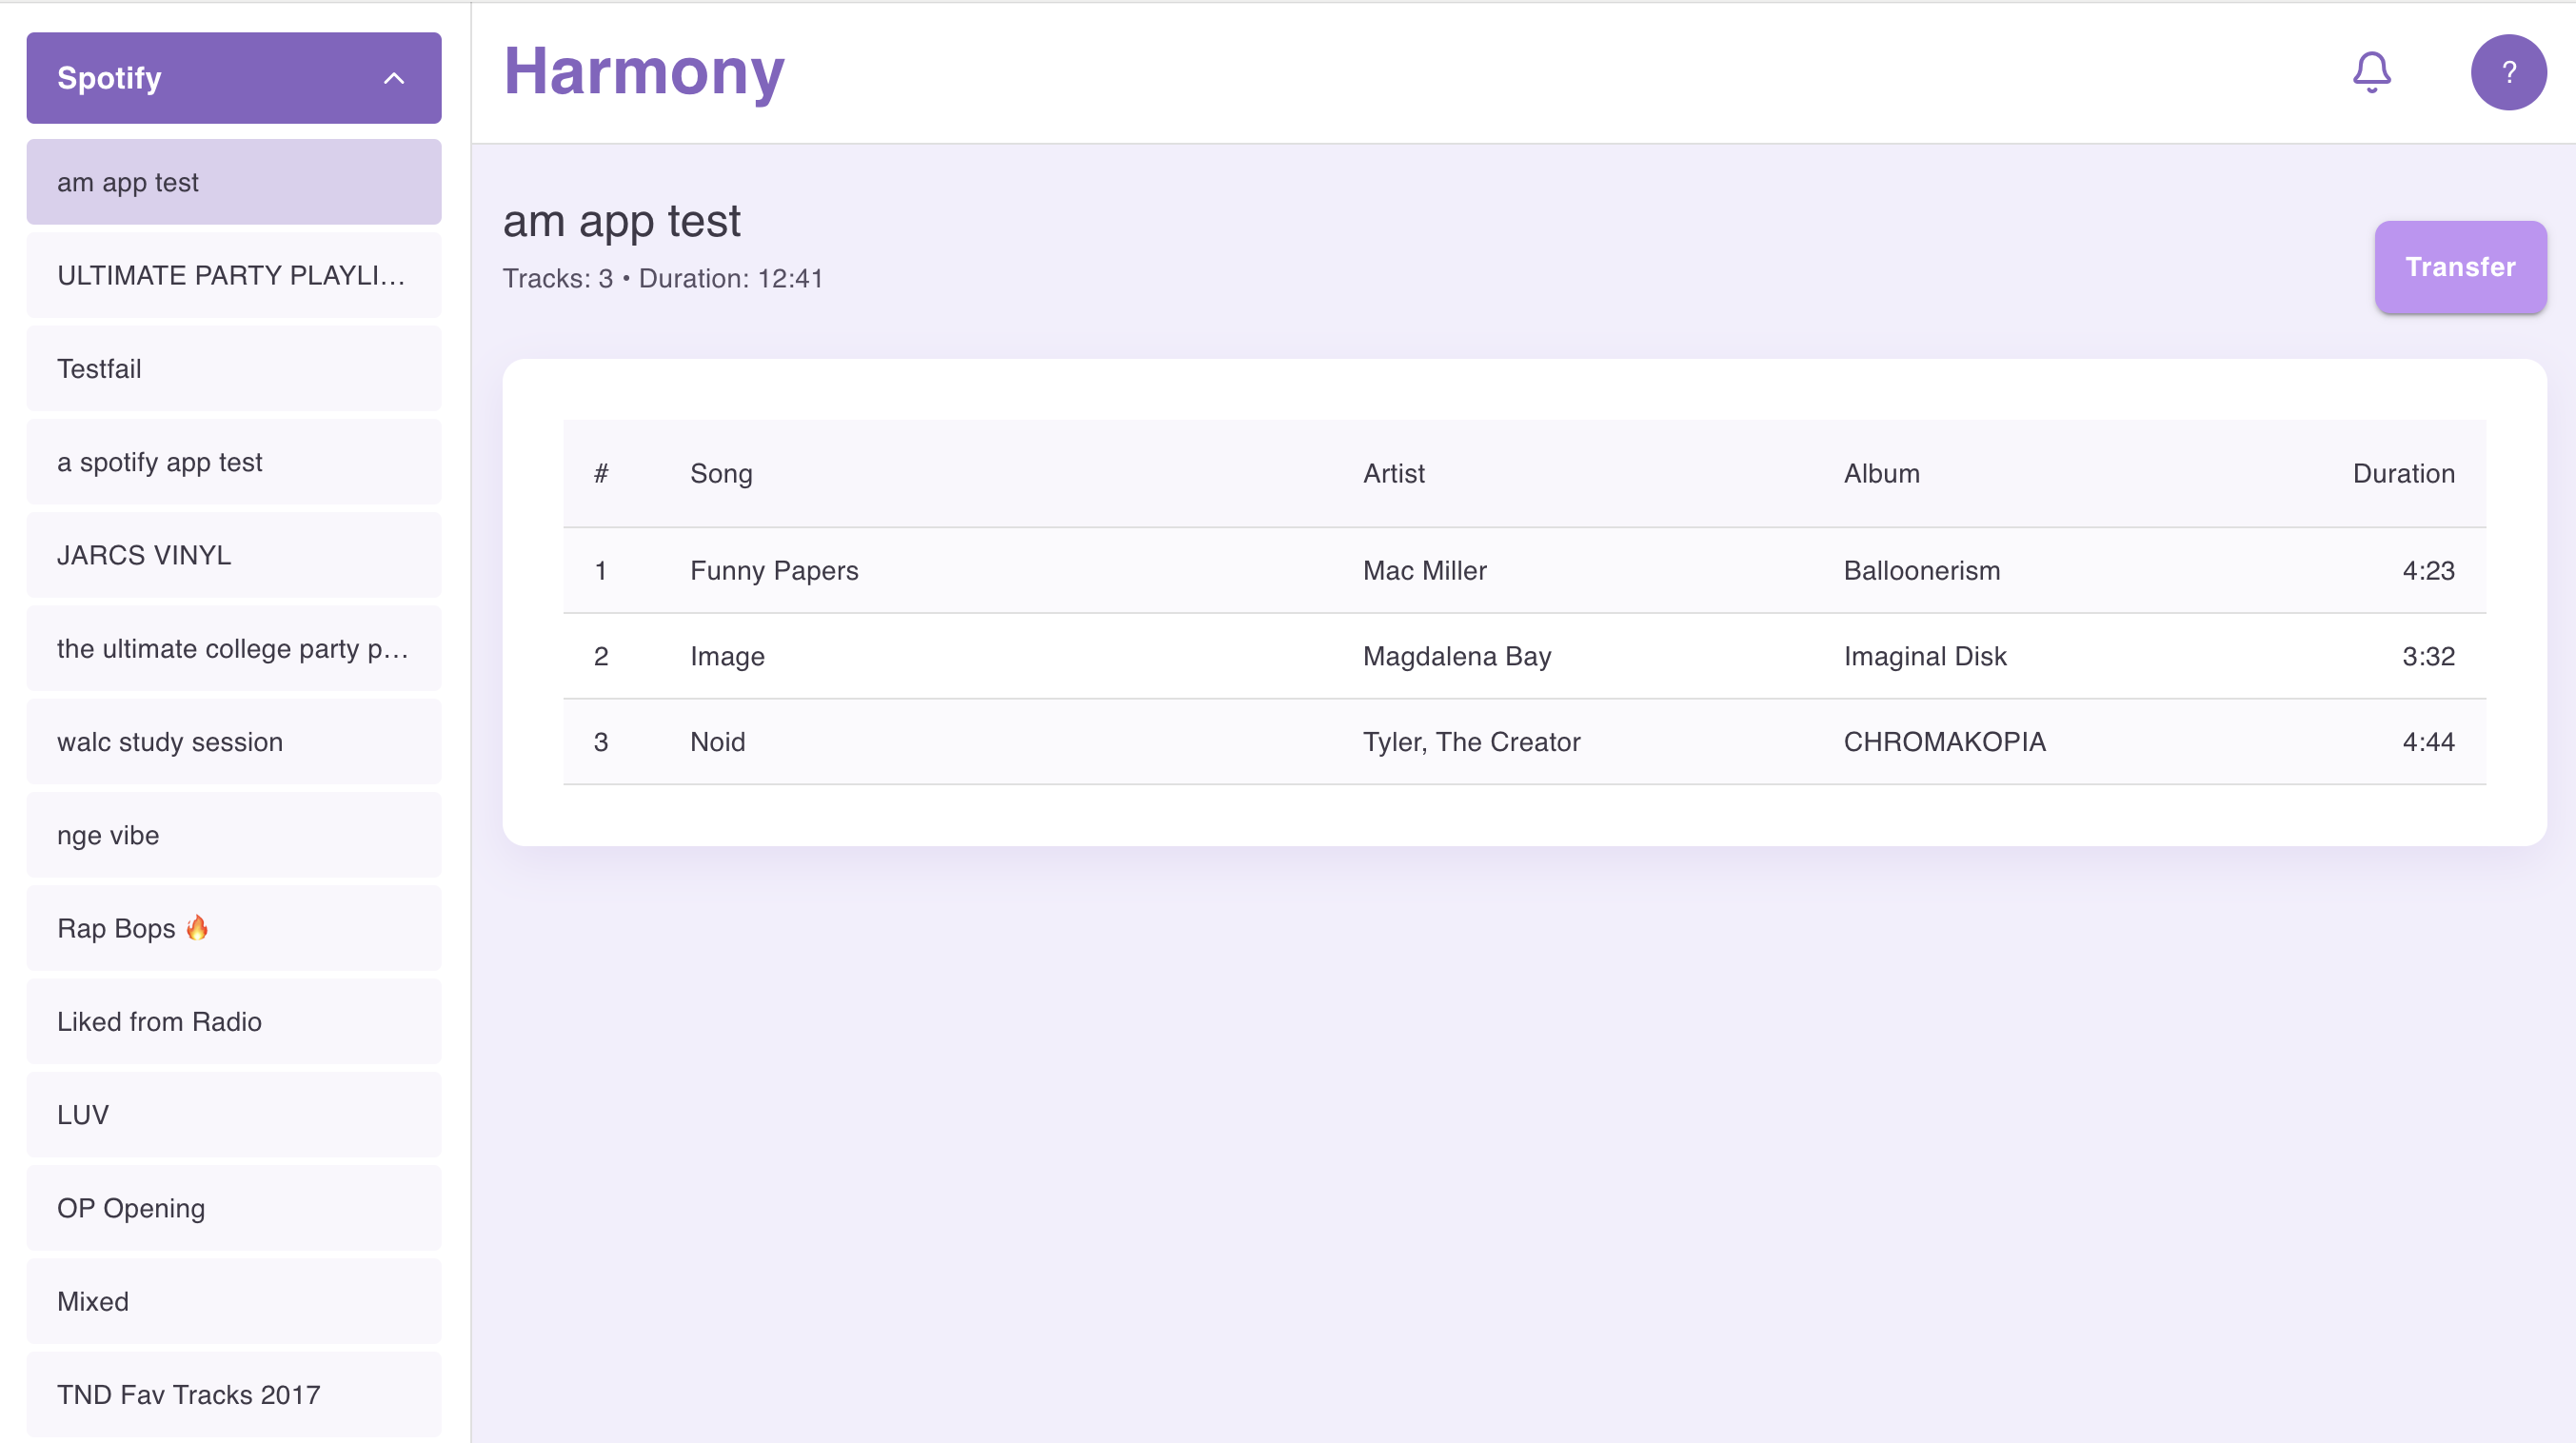 Spotify
am app test
ULTIMATE PARTY PLAYLI...
Testfail
a spotify app test
JARCS VINYL
the ultimate college party p...
walc study session
nge vibe
Rap Bops 🔥
Liked from Radio
LUV
OP Opening
Mixed
TND Fav Tracks 2017
Harmony
?
am app test
Tracks: 3 • Duration: 12:41
Transfer
# Song Artist Album Duration
1 Funny Papers Mac Miller Balloonerism 4:23
2 Image Magdalena Bay Imaginal Disk 3:32
3 Noid Tyler, The Creator CHROMAKOPIA 4:44